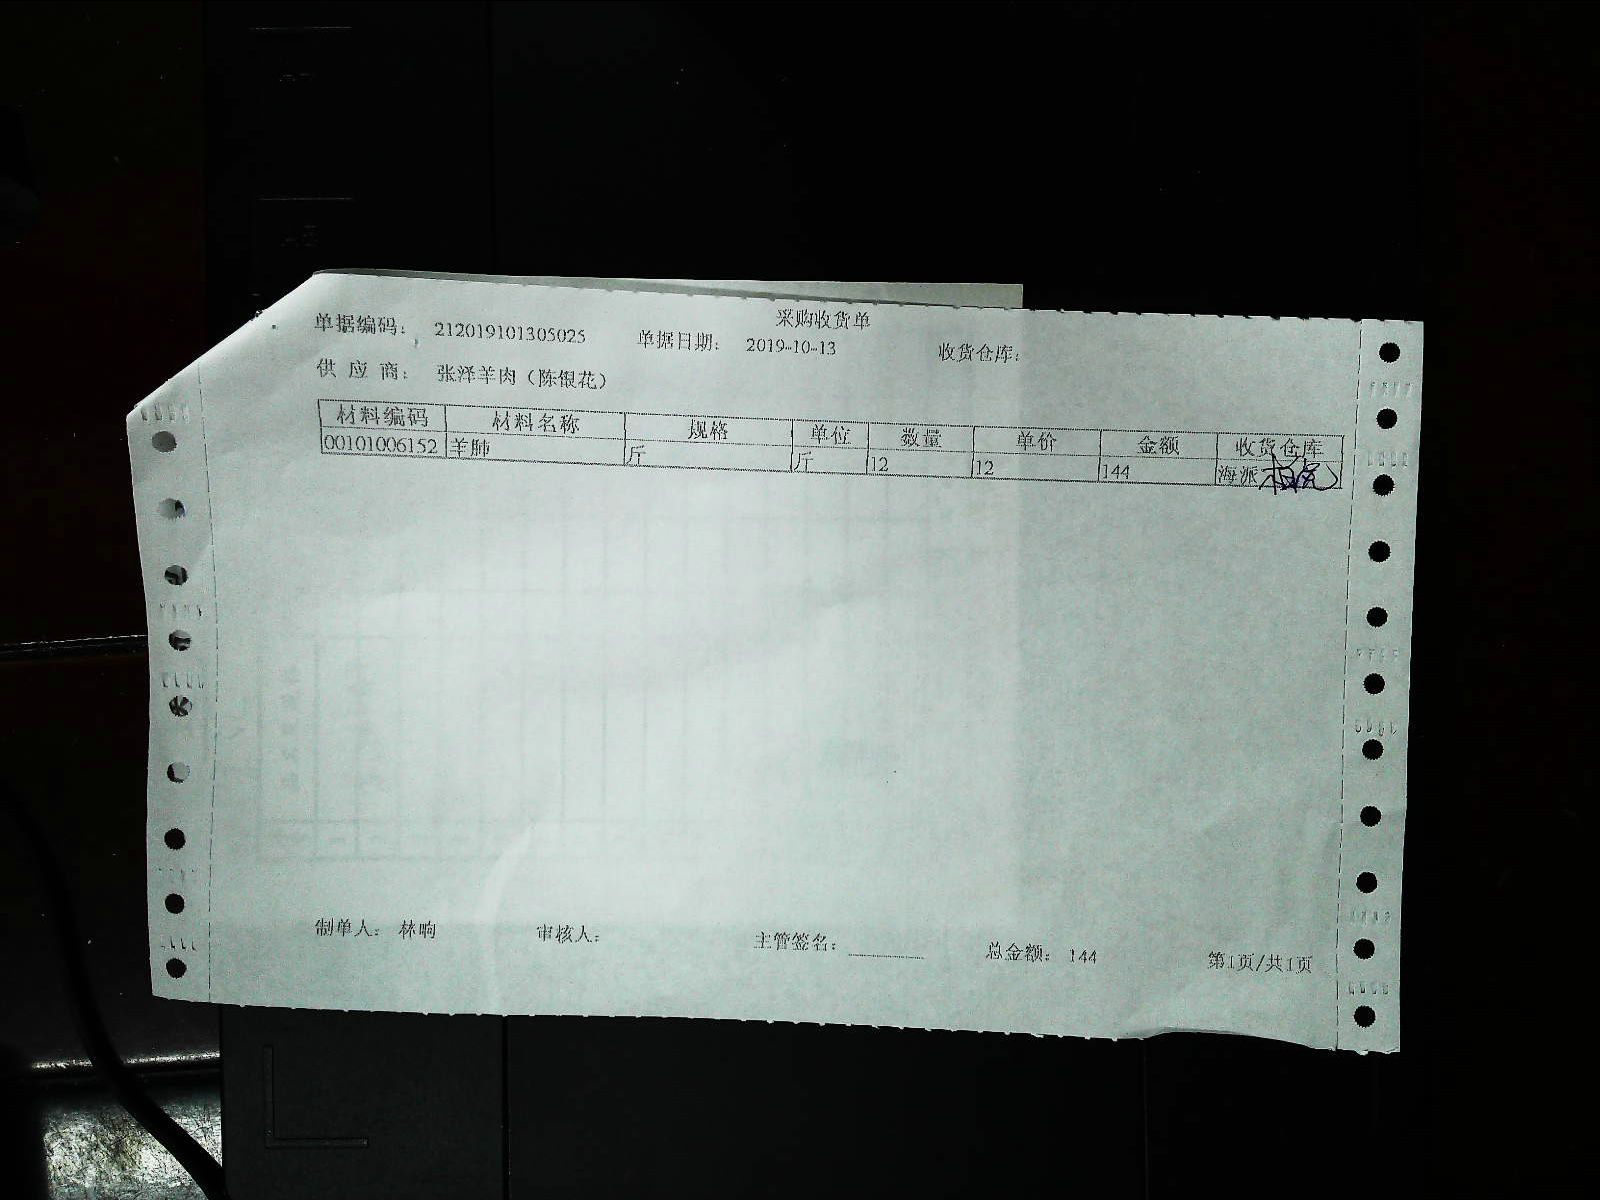 采购收货单
单据编码： 212019101305025 单据日期： 2019-10-13 收货仓库：
供 应 商： 张泽羊肉（陈银花）
材料编码 材料名称 规格 单位 数量 单价 金额 收货仓库
00101006152 羊肺 斤 斤 12 12 144 海派
制单人： 林响 审核人： 主管签名： 总金额： 144 第1页/共1页